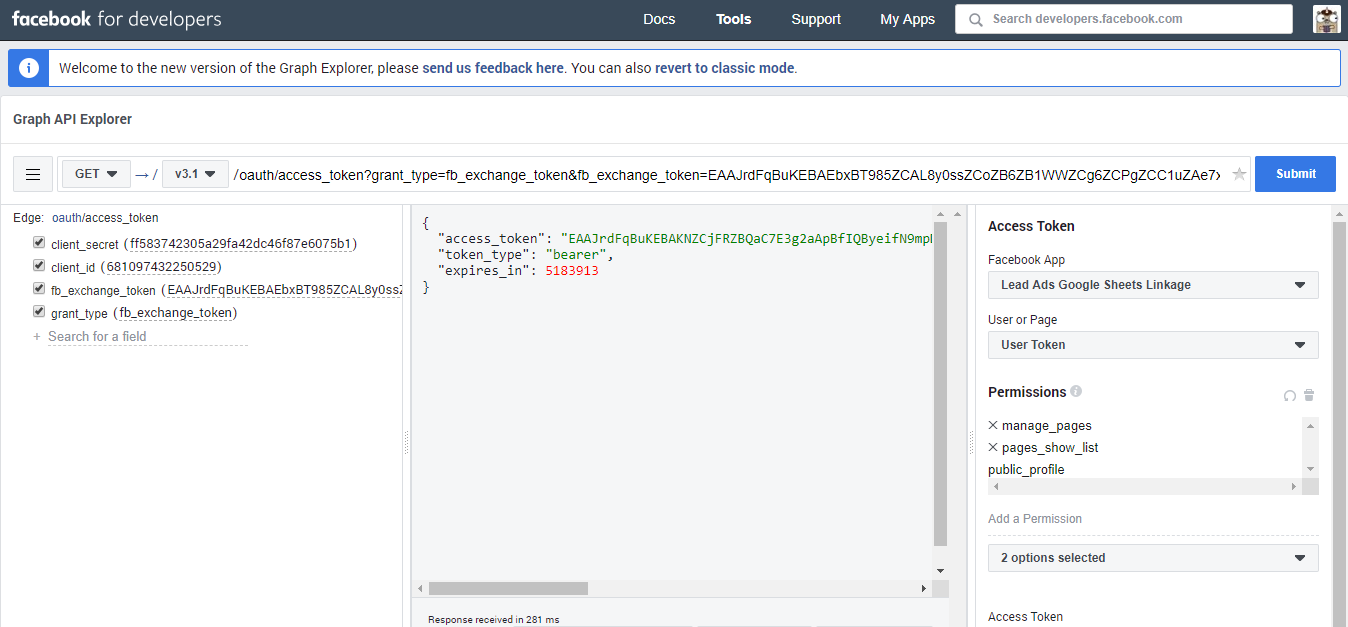 facebook for developers
Docs
Tools
Support
My Apps
Search developers.facebook.com
Welcome to the new version of the Graph Explorer, please send us feedback here. You can also revert to classic mode.
Graph API Explorer
GET
→ /
v3.1
/oauth/access_token?grant_type=fb_exchange_token&fb_exchange_token=EAAJrdFqBuKEBAEbxBT985ZCAL8y0ssZCoZB6ZB1WWZCg6ZCPgZCC1uZAe7x
Submit
Edge: oauth/access_token
client_secret (ff583742305a29fa42dc46f87e6075b1)
client_id (681097432250529)
fb_exchange_token (EAAJrdFqBuKEBAEbxBT985ZCAL8y0ssZ
grant_type (fb_exchange_token)
+ Search for a field
{
"access_token": "EAAJrdFqBuKEBAKNZCjFRZBQaC7E3g2aApBfIQByeifN9mp
"token_type": "bearer",
"expires_in": 5183913
}
Response received in 281 ms
Access Token
Facebook App
Lead Ads Google Sheets Linkage
User or Page
User Token
Permissions
manage_pages
pages_show_list
public_profile
Add a Permission
2 options selected
Access Token